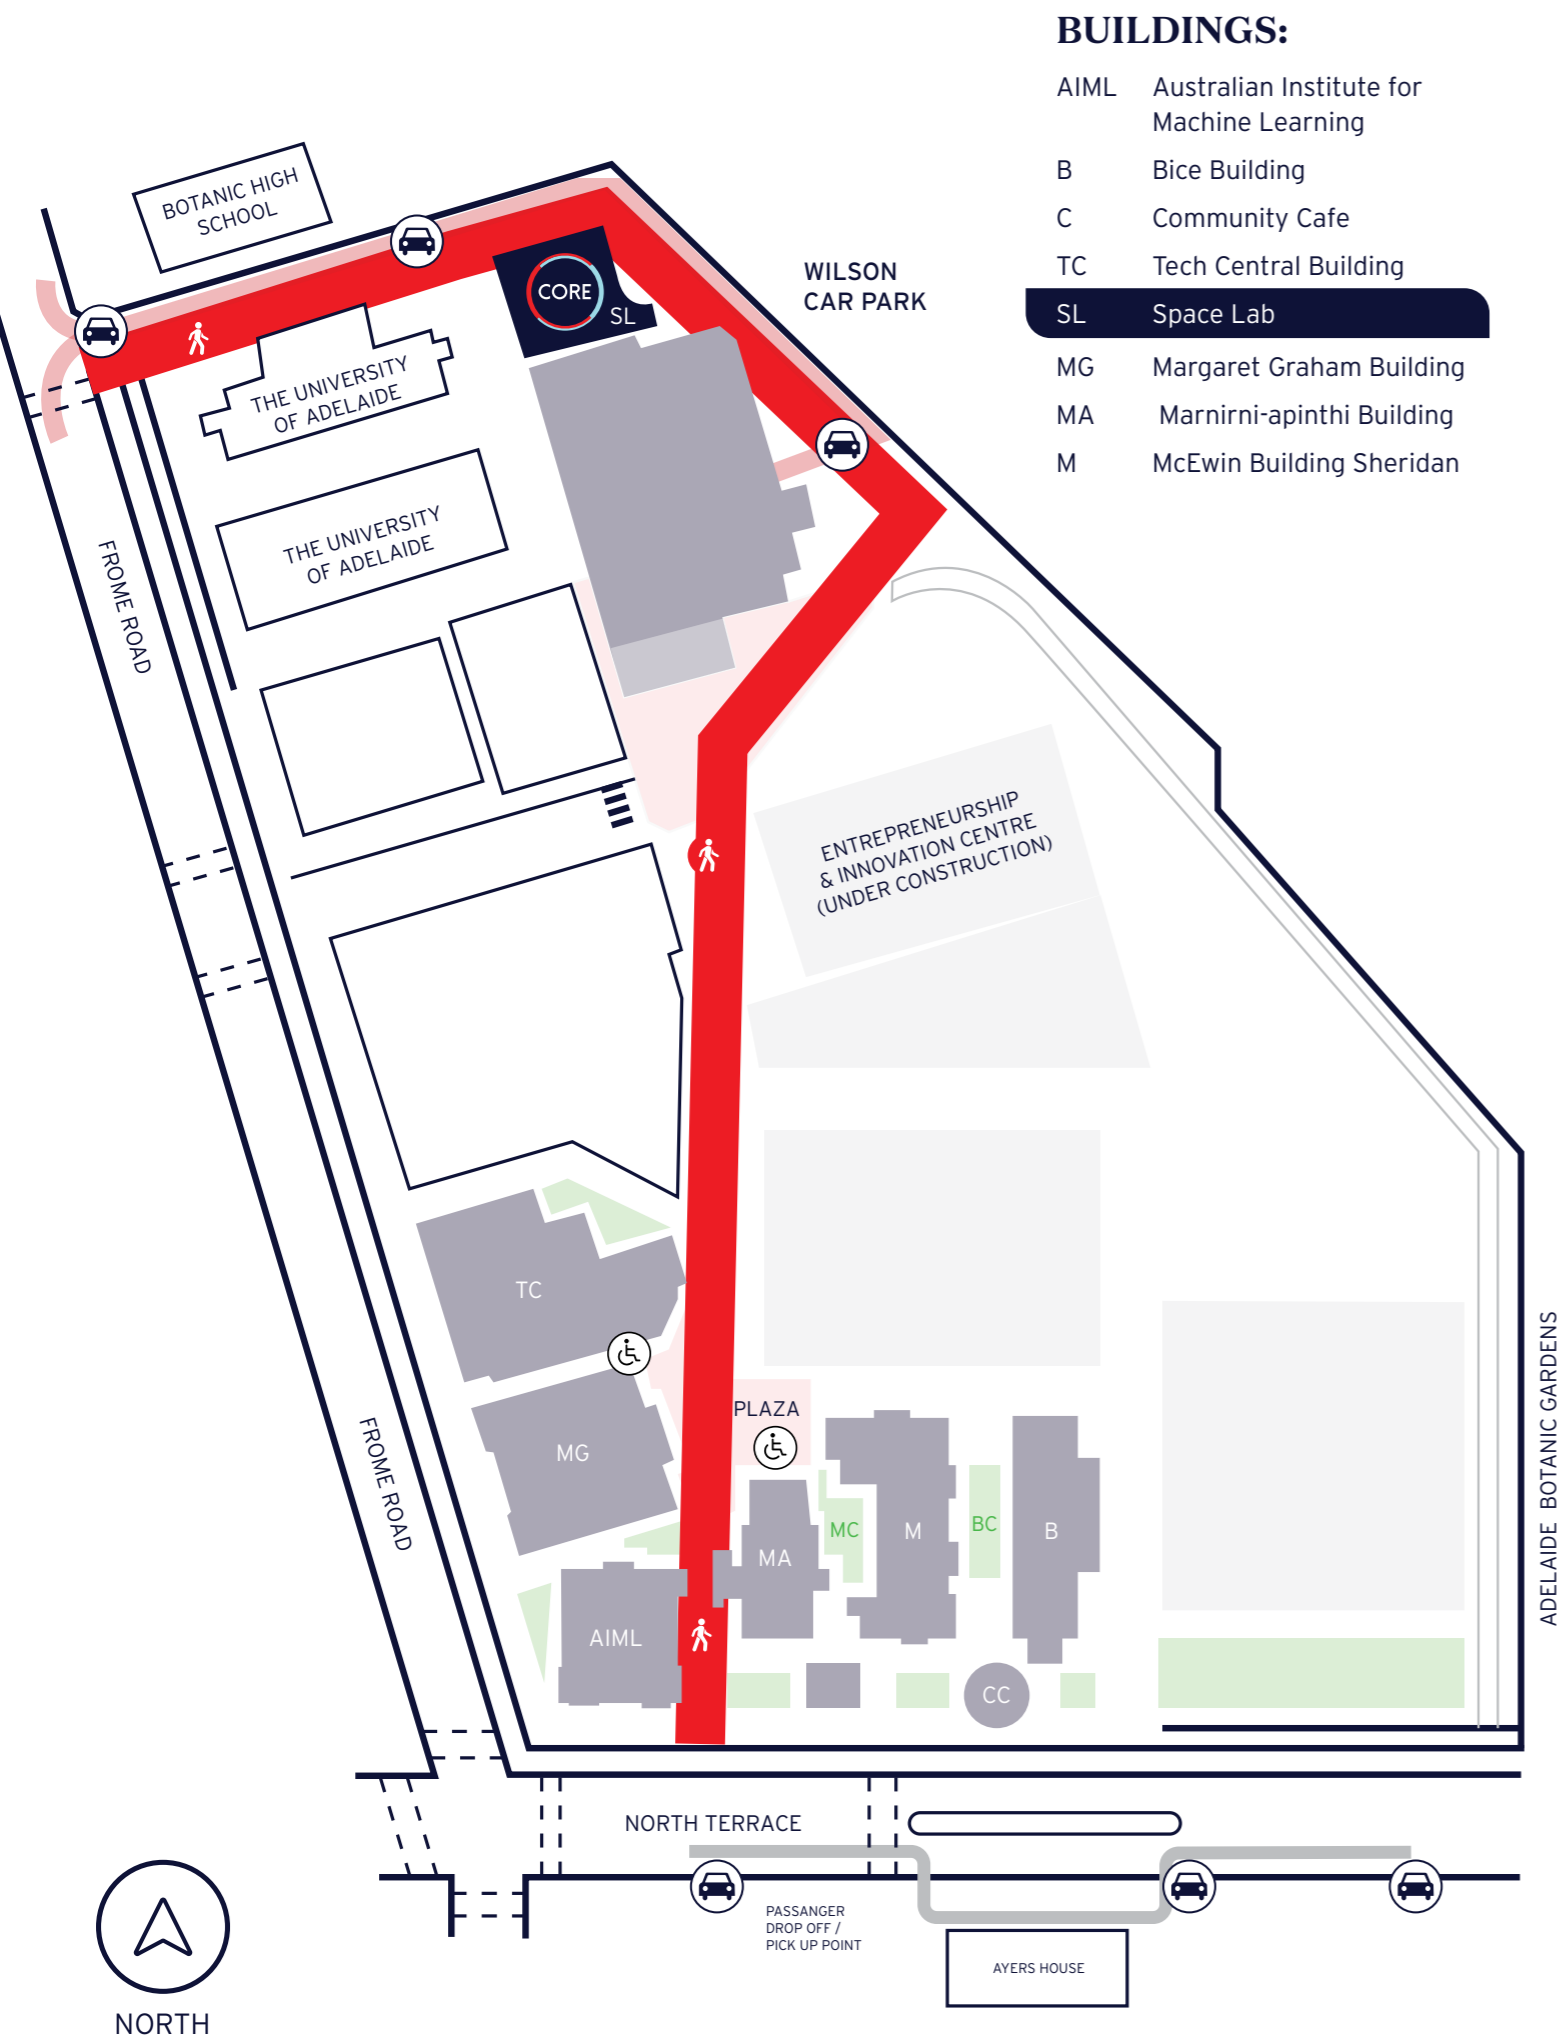 BUILDINGS:
AIML Australian Institute for
Machine Learning
B Bice Building
C Community Cafe
TC Tech Central Building
SL Space Lab
MG Margaret Graham Building
MA Marnirni-apinthi Building
M McEwin Building Sheridan
BOTANIC HIGH
SCHOOL
WILSON
CAR PARK
CORE
SL
THE UNIVERSITY
OF ADELAIDE
THE UNIVERSITY
OF ADELAIDE
FROME ROAD
ENTREPRENEURSHIP
& INNOVATION CENTRE
(UNDER CONSTRUCTION)
TC
PLAZA
MG
FROME ROAD
MC
M
BC
B
MA
AIML
CC
ADELAIDE BOTANIC GARDENS
NORTH TERRACE
PASSANGER
DROP OFF /
PICK UP POINT
AYERS HOUSE
NORTH